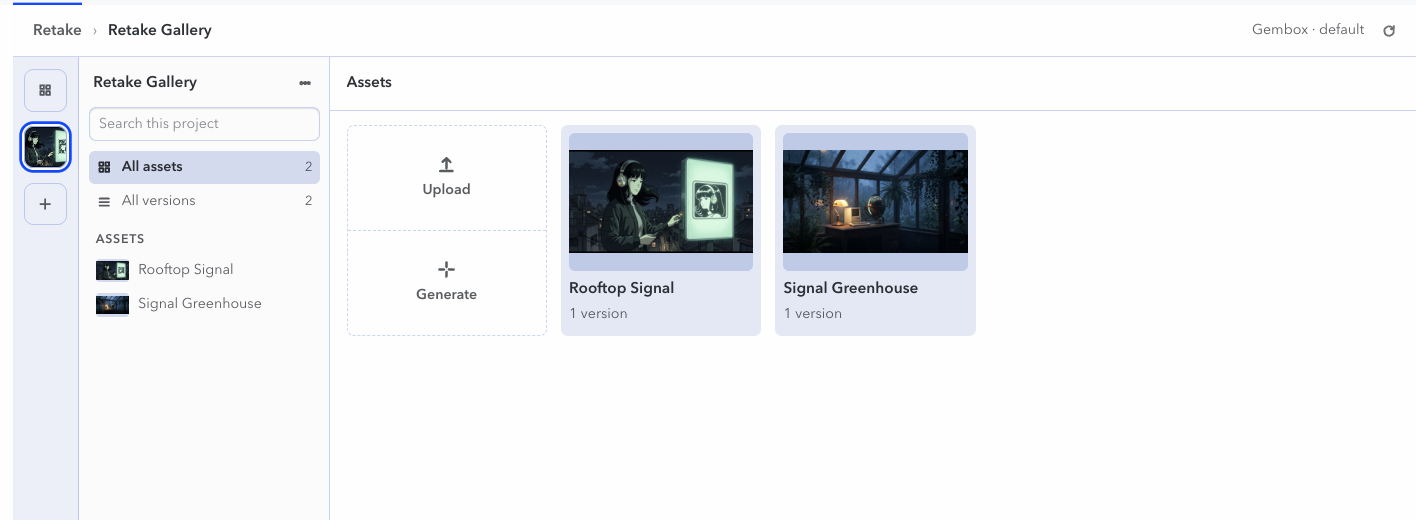 Retake › Retake Gallery
Gembox · default
Retake Gallery
Search this project
All assets 2
All versions 2
ASSETS
Rooftop Signal
Signal Greenhouse
Assets
Upload
Generate
Rooftop Signal
1 version
Signal Greenhouse
1 version